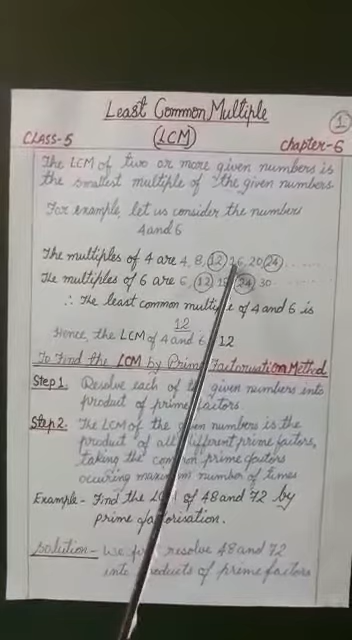 Least Common Multiple
1
CLASS-5 (LCM) Chapter-6
The LCM of two or more given numbers is
the smallest multiple of the given numbers
For example, let us consider the numbers
4 and 6
The multiples of 4 are 4, 8, 12, 16, 20, 24 ......
The multiples of 6 are 6, 12 18 24 30 ......
∴ The least common multiple of 4 and 6 is
12
Hence, the LCM of 4 and 6 12
To Find the LCM by Prime Factorisation Method
Step 1. Resolve each of given numbers into
product of prime factors.
Step 2. The LCM of the given numbers is the
product of all different prime factors,
taking the common prime factors
occuring maximum number of times
Example - Find the LCM of 48 and 72 by
prime factorisation.
Solution - We first resolve 48 and 72
into products of prime factors